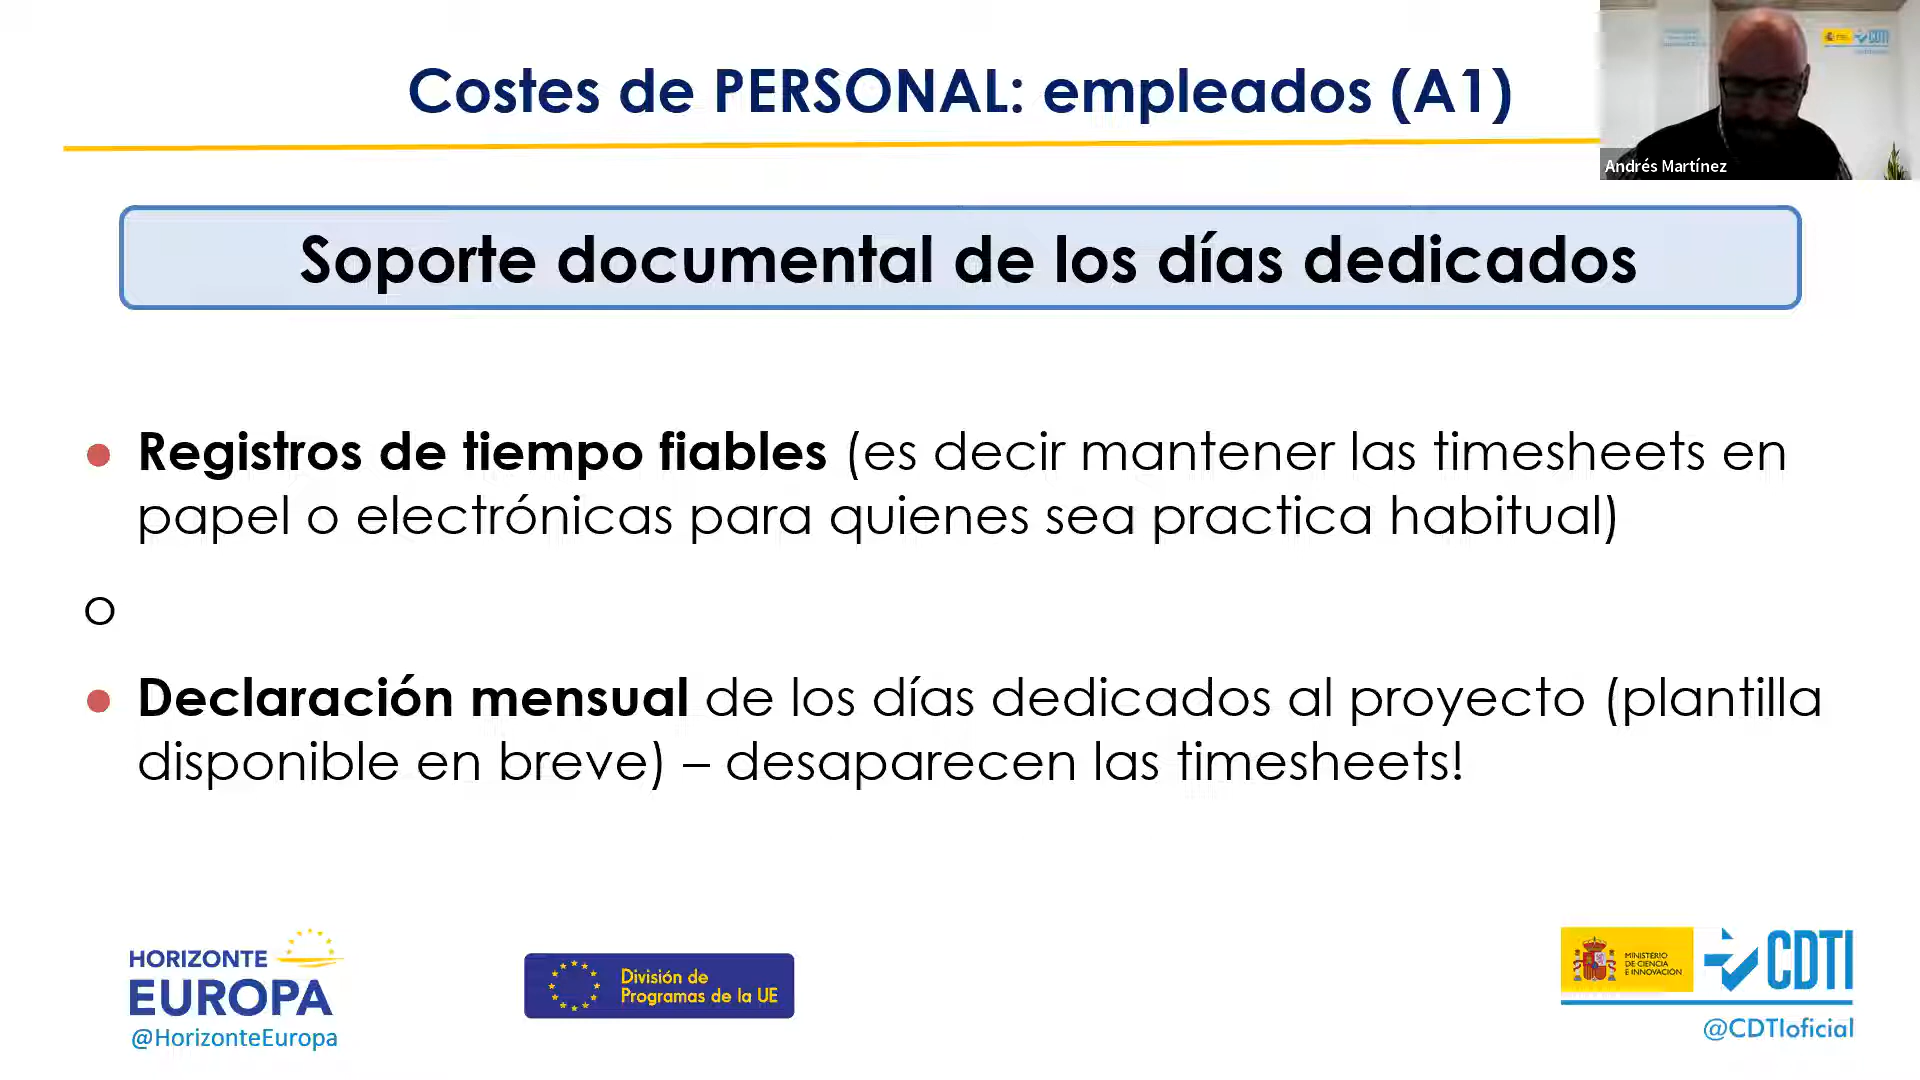 Costes de PERSONAL: empleados (A1)
CDTI
Andrés Martínez
Soporte documental de los días dedicados
● Registros de tiempo fiables (es decir mantener las timesheets en
papel o electrónicas para quienes sea practica habitual)
o
● Declaración mensual de los días dedicados al proyecto (plantilla
disponible en breve) – desaparecen las timesheets!
HORIZONTE
EUROPA
@HorizonteEuropa
División de
Programas de la UE
MINISTERIO
DE CIENCIA
E INNOVACIÓN
CDTI
@CDTIoficial